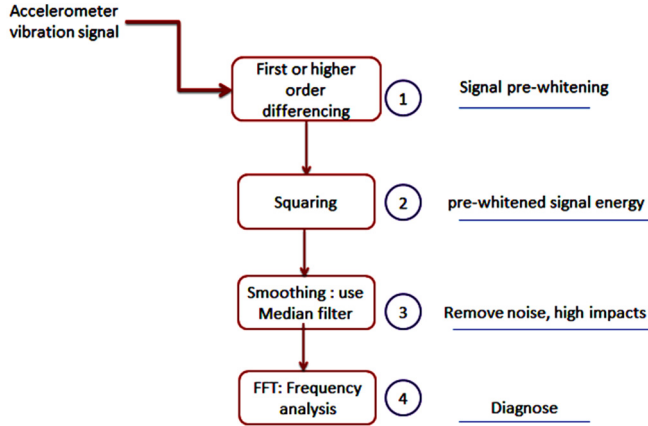 Accelerometer
vibration signal
First or higher
order
differencing
1
Signal pre-whitening
Squaring
2
pre-whitened signal energy
Smoothing : use
Median filter
3
Remove noise, high impacts
FFT: Frequency
analysis
4
Diagnose